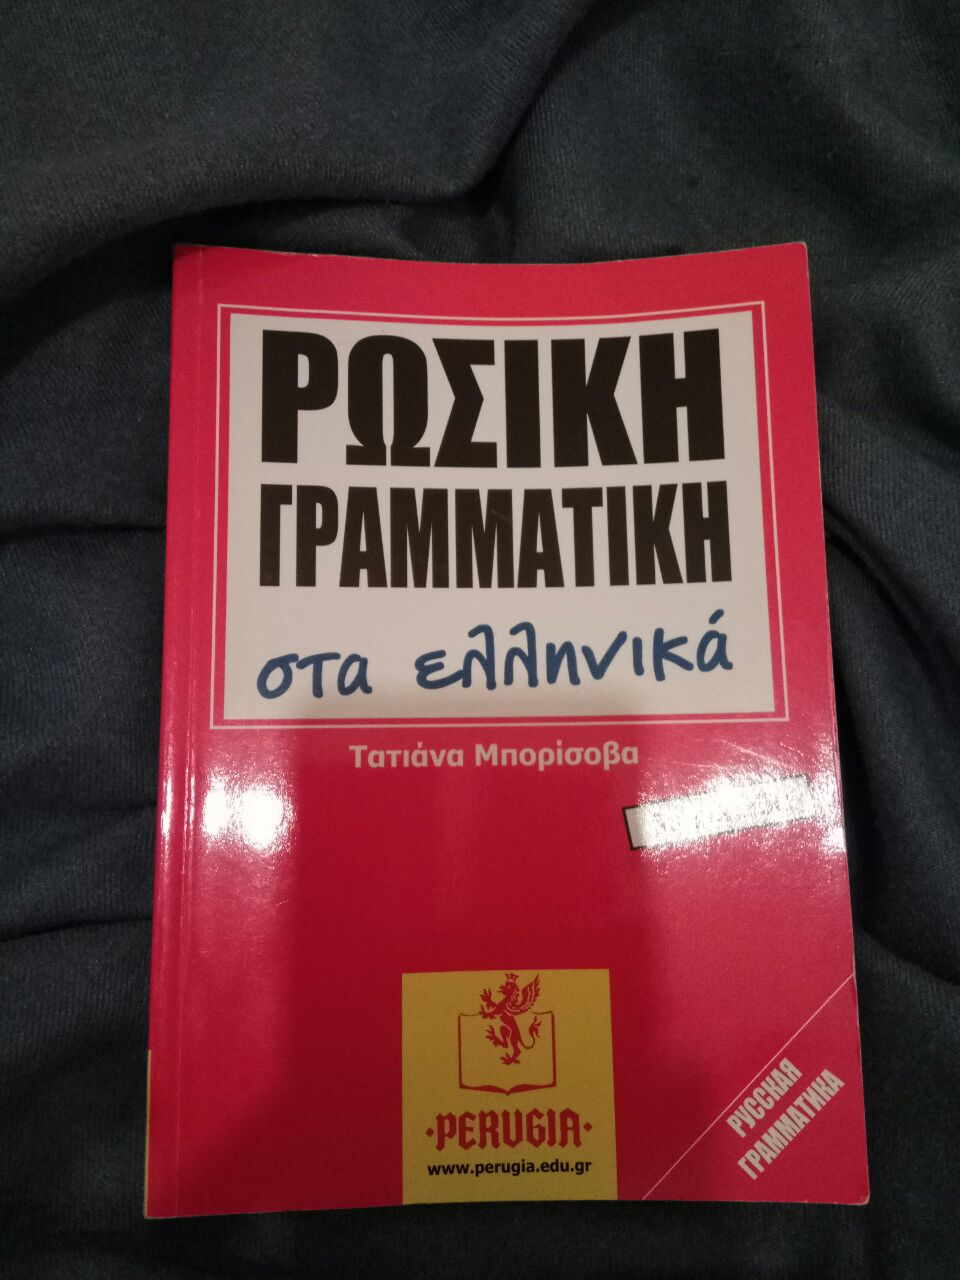 ΡΩΣΙΚΗ
ΓΡΑΜΜΑΤΙΚΗ
στα ελληνικά
Τατιάνα Μπορίσοβα
·PERUGIA·
www.perugia.edu.gr
РУССКАЯ
ГРАММАТИКА